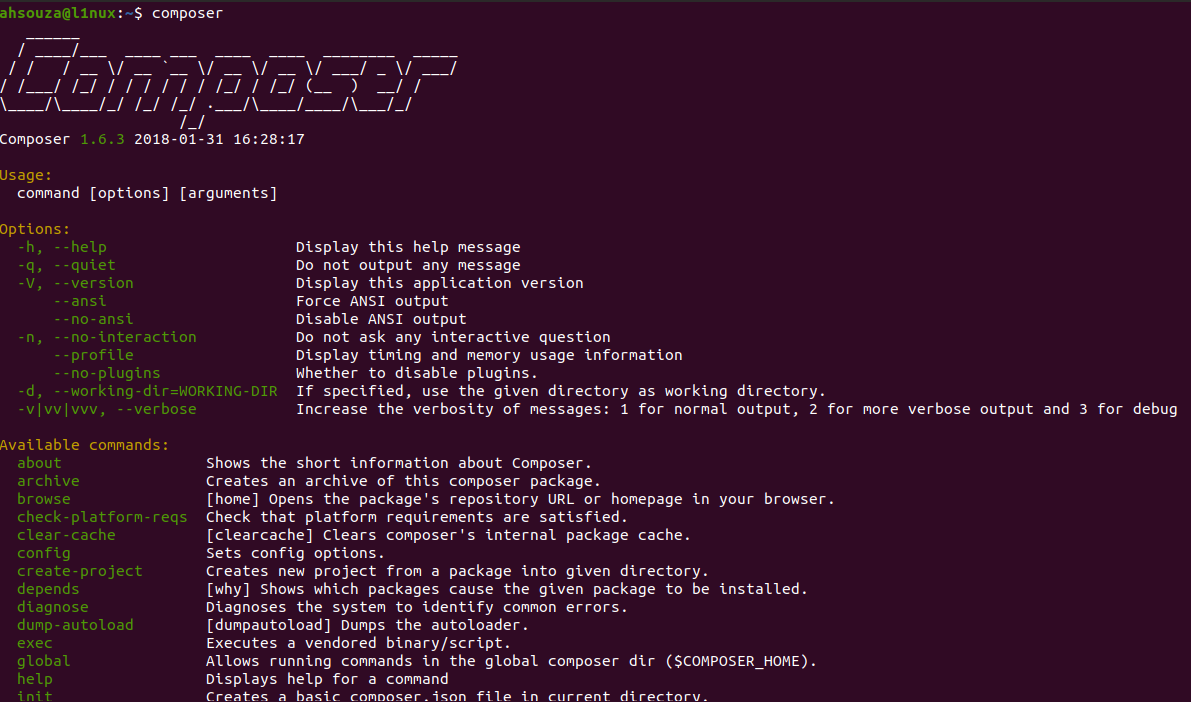 ahsouza@l1nux:~$ composer
   ______
  / ____/___  ____ ___  ____  ____  ________  _____
 / /   / __ \/ __ `__ \/ __ \/ __ \/ ___/ _ \/ ___/
/ /___/ /_/ / / / / / / /_/ / /_/ (__  )  __/ /
\____/\____/_/ /_/ /_/ .___/\____/____/\___/_/
                    /_/
Composer 1.6.3 2018-01-31 16:28:17

Usage:
  command [options] [arguments]

Options:
  -h, --help                     Display this help message
  -q, --quiet                    Do not output any message
  -V, --version                  Display this application version
      --ansi                     Force ANSI output
      --no-ansi                  Disable ANSI output
  -n, --no-interaction           Do not ask any interactive question
      --profile                  Display timing and memory usage information
      --no-plugins               Whether to disable plugins.
  -d, --working-dir=WORKING-DIR  If specified, use the given directory as working directory.
  -v|vv|vvv, --verbose           Increase the verbosity of messages: 1 for normal output, 2 for more verbose output and 3 for debug

Available commands:
  about                Shows the short information about Composer.
  archive              Creates an archive of this composer package.
  browse               [home] Opens the package's repository URL or homepage in your browser.
  check-platform-reqs  Check that platform requirements are satisfied.
  clear-cache          [clearcache] Clears composer's internal package cache.
  config               Sets config options.
  create-project       Creates new project from a package into given directory.
  depends              [why] Shows which packages cause the given package to be installed.
  diagnose             Diagnoses the system to identify common errors.
  dump-autoload        [dumpautoload] Dumps the autoloader.
  exec                 Executes a vendored binary/script.
  global               Allows running commands in the global composer dir ($COMPOSER_HOME).
  help                 Displays help for a command
  init                 Creates a basic composer.json file in current directory.